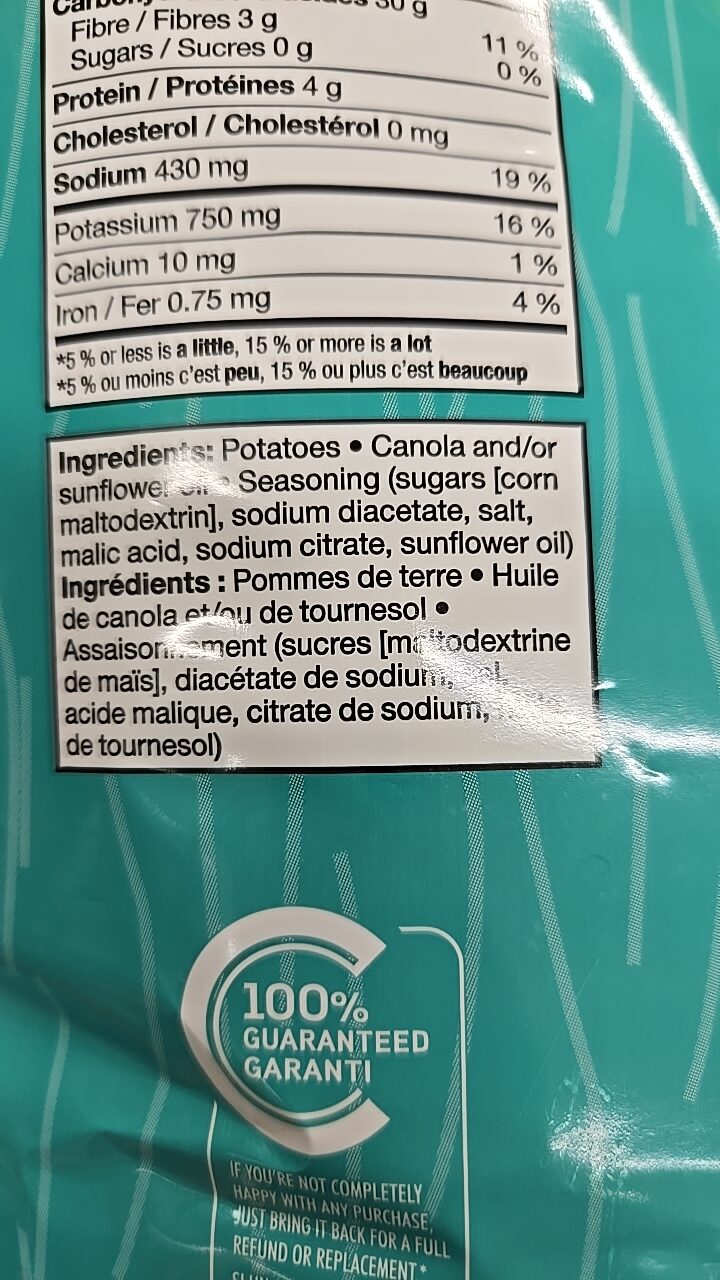 30 g
Fibre / Fibres 3 g 11 %
Sugars / Sucres 0 g 0 %
Protein / Protéines 4 g
Cholesterol / Cholestérol 0 mg
Sodium 430 mg 19 %
Potassium 750 mg 16 %
Calcium 10 mg 1 %
Iron / Fer 0.75 mg 4 %
*5 % or less is a little, 15 % or more is a lot
*5 % ou moins c'est peu, 15 % ou plus c'est beaucoup
Ingredients: Potatoes • Canola and/or
sunflower • Seasoning (sugars [corn
maltodextrin], sodium diacetate, salt,
malic acid, sodium citrate, sunflower oil)
Ingrédients : Pommes de terre • Huile
de canola et/ou de tournesol •
Assaisonnement (sucres [maltodextrine
de maïs], diacétate de sodium,
acide malique, citrate de sodium,
de tournesol)
100%
GUARANTEED
GARANTI
IF YOU'RE NOT COMPLETELY
HAPPY WITH ANY PURCHASE,
JUST BRING IT BACK FOR A FULL
REFUND OR REPLACEMENT*